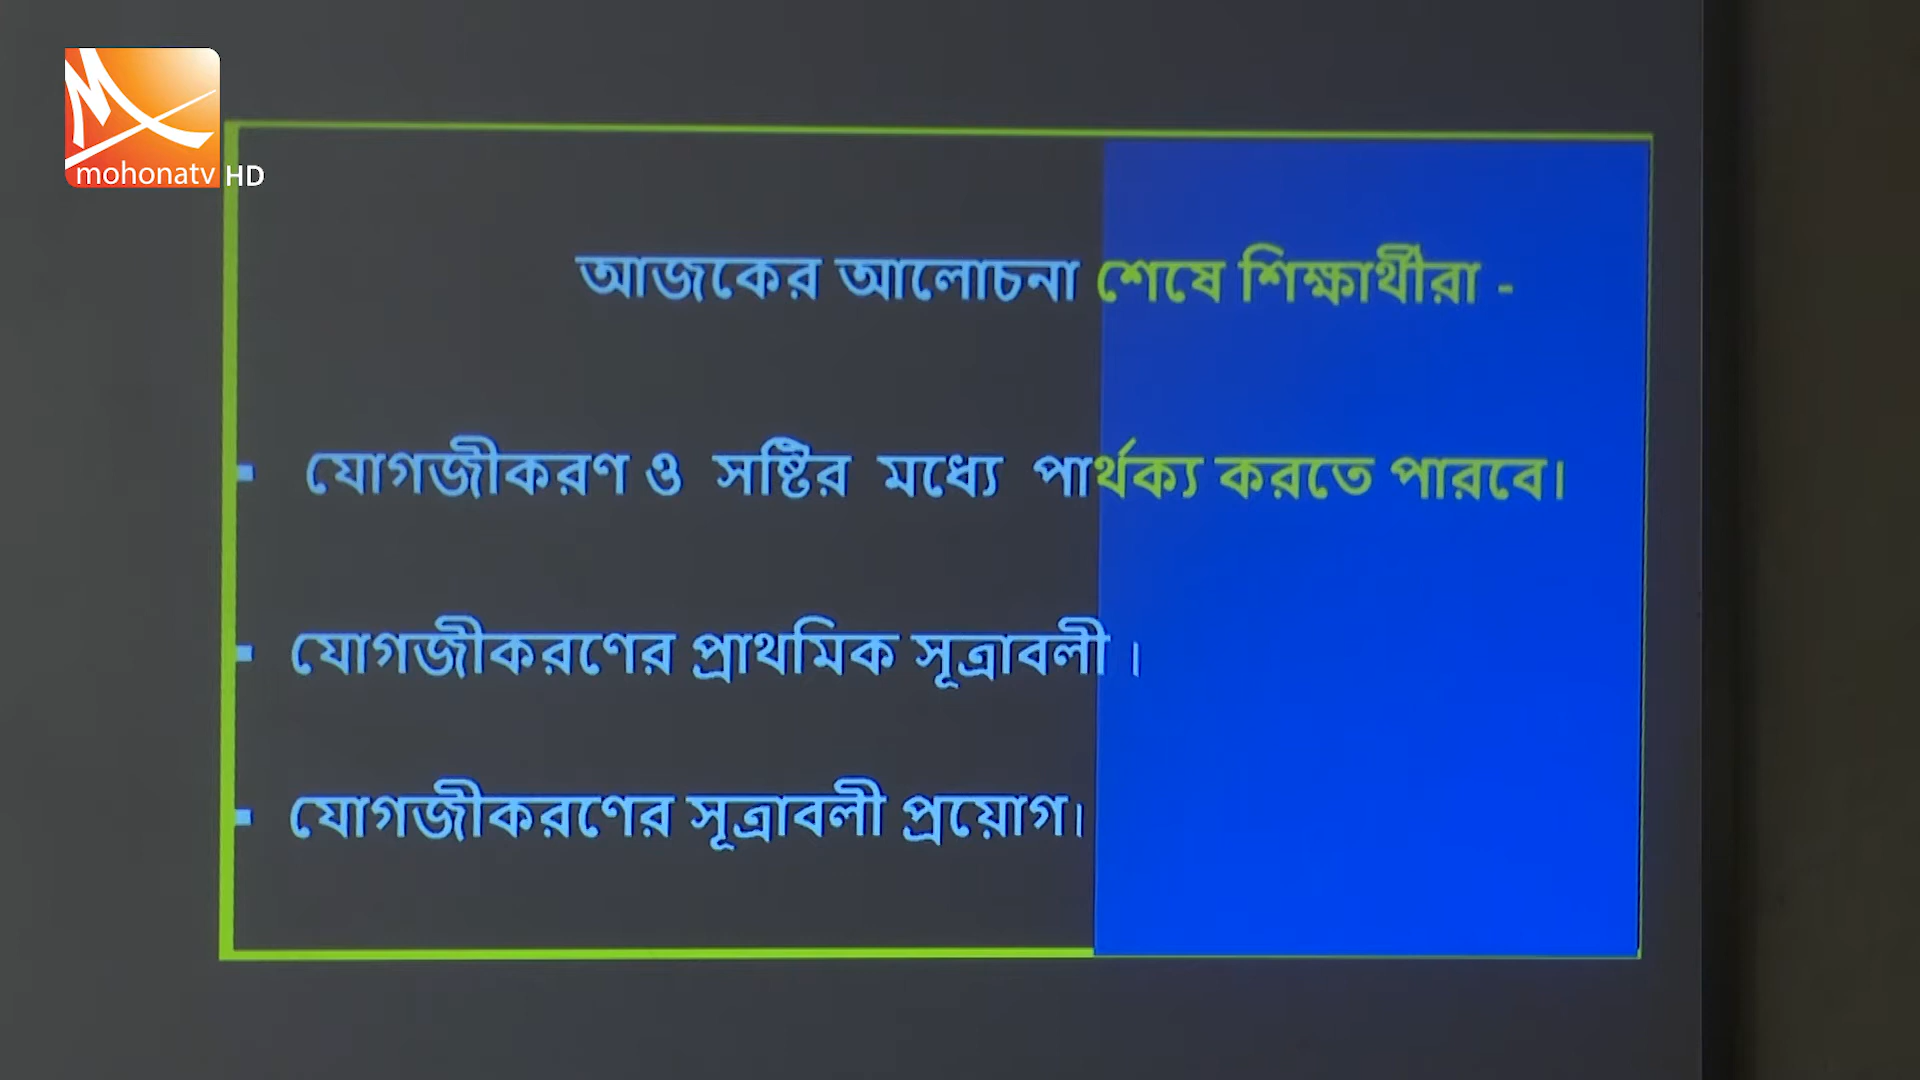 mohonatv HD
আজকের আলোচনা শেষে শিক্ষার্থীরা -
▪ যোগজীকরণ ও সষ্টির মধ্যে পার্থক্য করতে পারবে।
▪ যোগজীকরণের প্রাথমিক সূত্রাবলী ।
▪ যোগজীকরণের সূত্রাবলী প্রয়োগ।